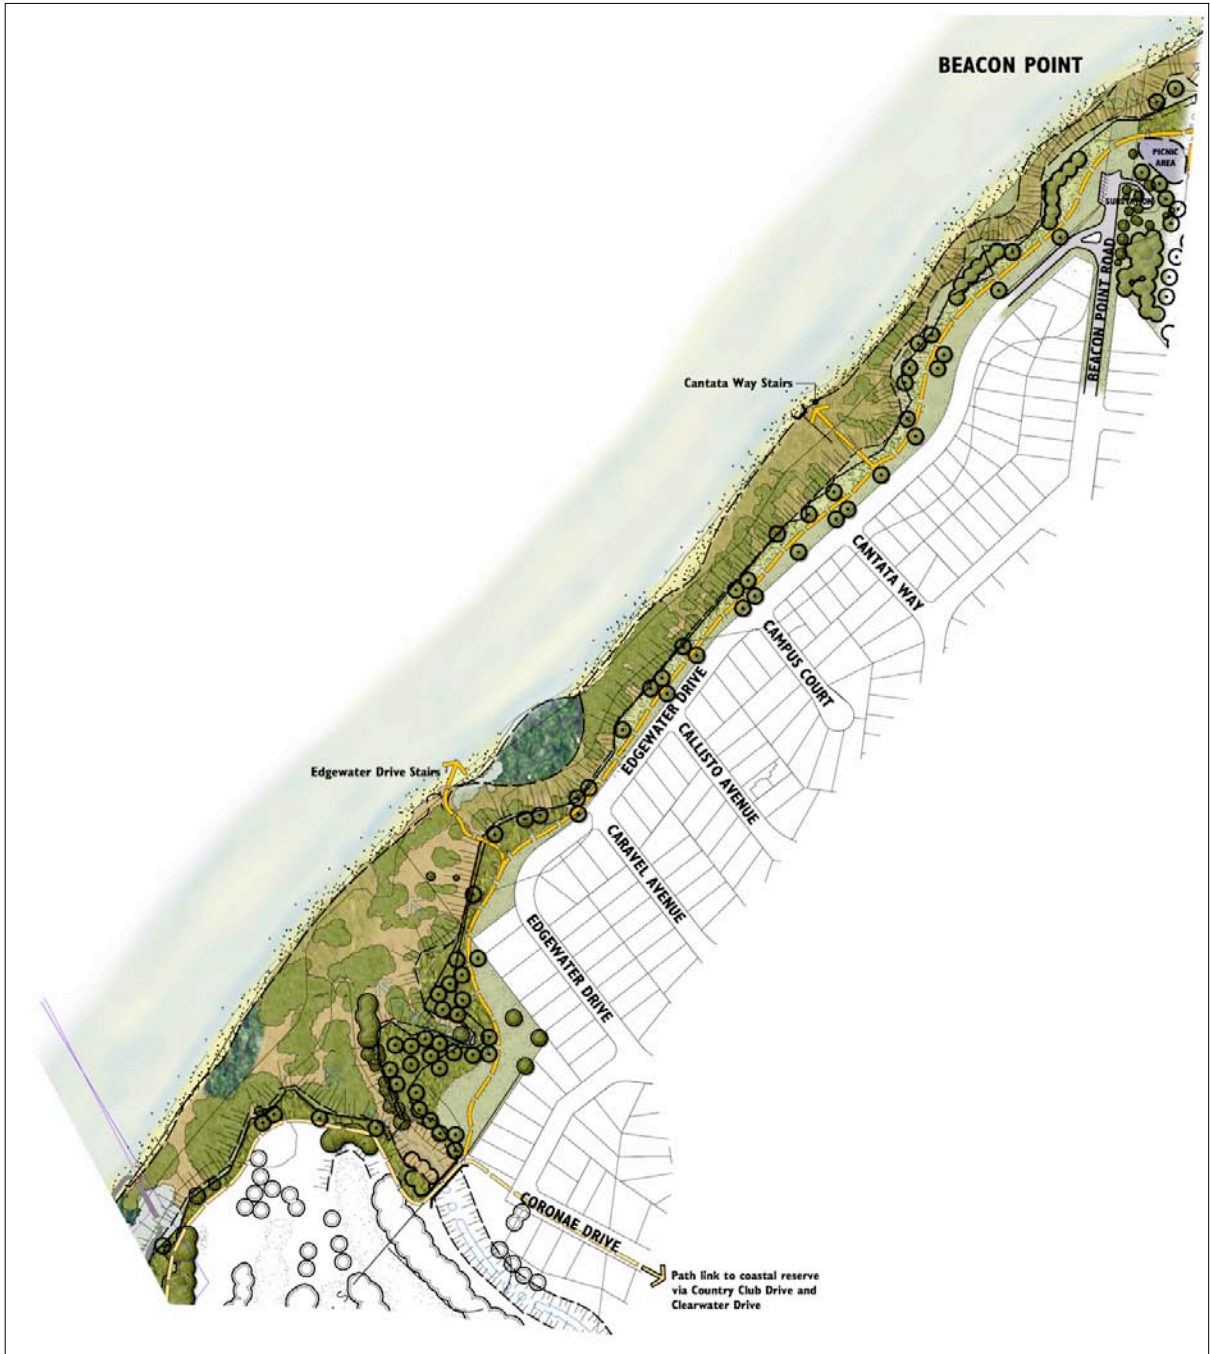 BEACON POINT
PICNIC
AREA
SUBSTATION
BEACON POINT ROAD
Cantata Way Stairs
CANTATA WAY
CAMPUS COURT
EDGEWATER DRIVE
CALLISTO AVENUE
Edgewater Drive Stairs
CARAVEL AVENUE
EDGEWATER DRIVE
CORONAE DRIVE
Path link to coastal reserve
via Country Club Drive and
Clearwater Drive